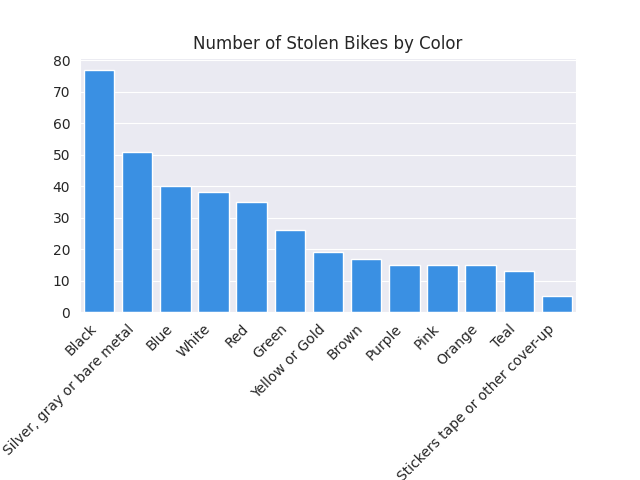 Number of Stolen Bikes by Color
80
70
60
50
40
30
20
10
0
Black
Silver, gray or bare metal
Blue
White
Red
Green
Yellow or Gold
Brown
Purple
Pink
Orange
Teal
Stickers tape or other cover-up